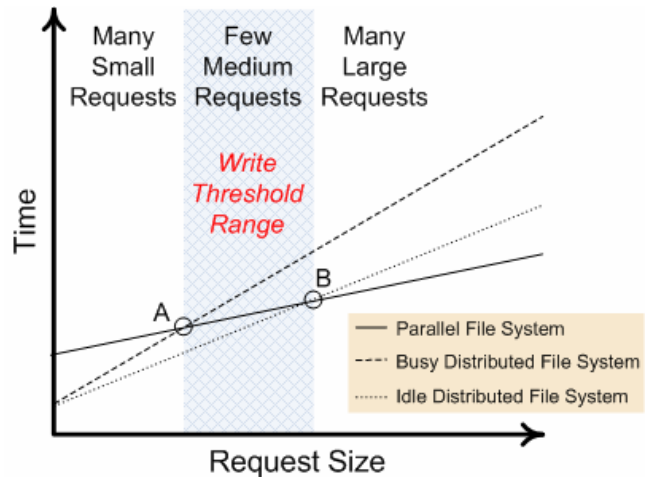 Many
Small
Requests
Few
Medium
Requests
Many
Large
Requests
Write
Threshold
Range
Time
A
B
Parallel File System
Busy Distributed File System
Idle Distributed File System
Request Size